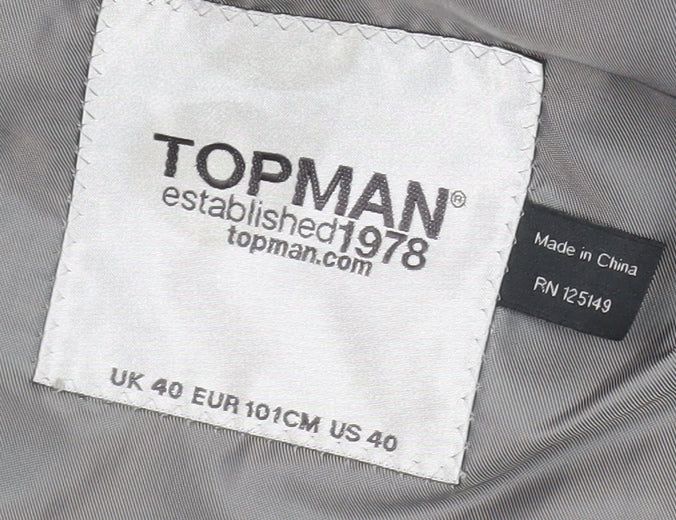 TOPMAN®
established1978
topman.com
UK 40 EUR 101CM US 40
Made in China
RN 125149